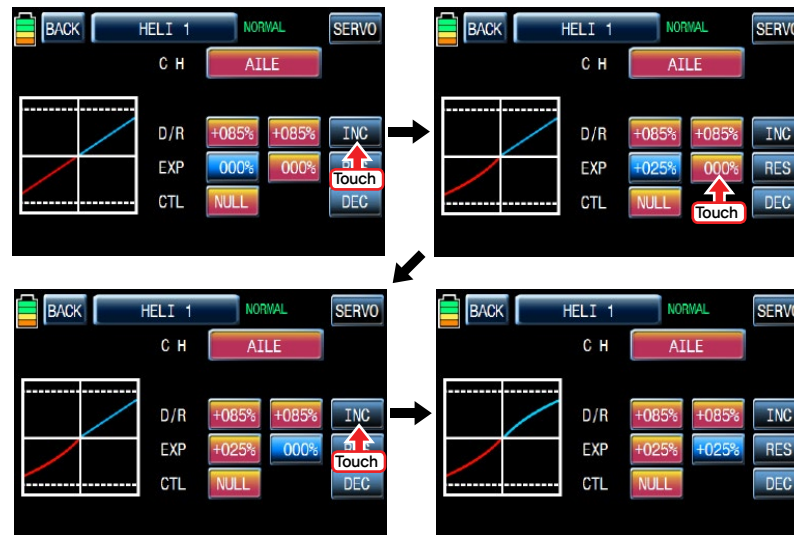 BACK HELI 1 NORMAL SERVO
C H AILE
D/R +085% +085% INC
EXP 000% 000%
Touch
CTL NULL DEC
BACK HELI 1 NORMAL SERVO
C H AILE
D/R +085% +085% INC
EXP +025% 000% RES
CTL NULL Touch DEC
BACK HELI 1 NORMAL SERVO
C H AILE
D/R +085% +085% INC
EXP +025% 000%
Touch
CTL NULL DEC
BACK HELI 1 NORMAL SERVO
C H AILE
D/R +085% +085% INC
EXP +025% +025% RES
CTL NULL DEC